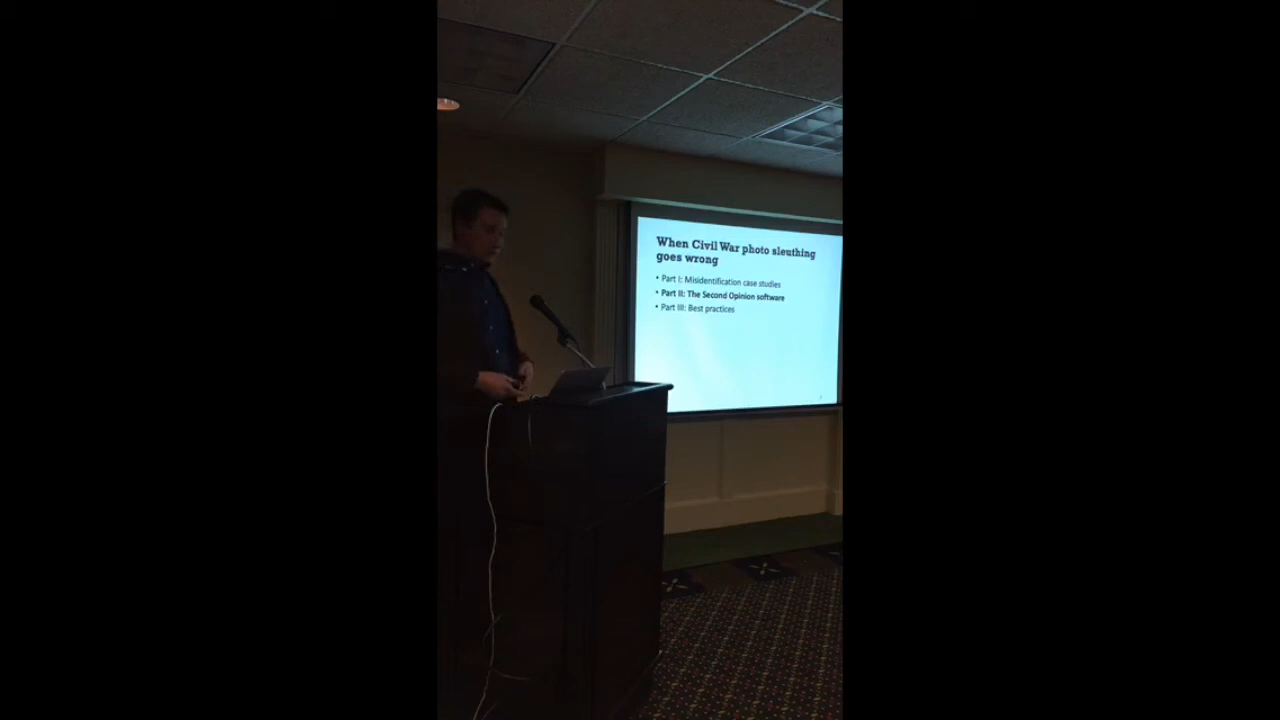 When Civil War photo sleuthing
goes wrong
• Part I: Misidentification case studies
• Part II: The Second Opinion software
• Part III: Best practices